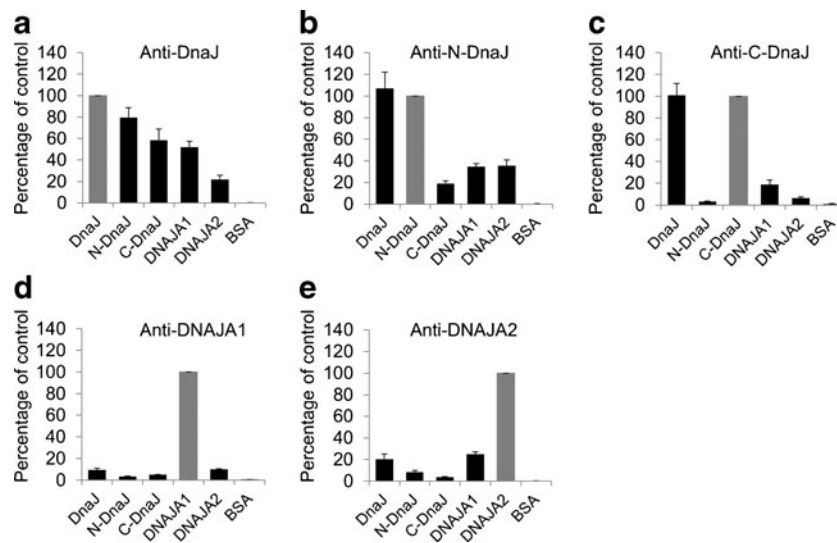 a
Anti-DnaJ
Percentage of control
140
120
100
80
60
40
20
0
DnaJ
N-DnaJ
C-DnaJ
DNAJA1
DNAJA2
BSA
b
Anti-N-DnaJ
Percentage of control
140
120
100
80
60
40
20
0
DnaJ
N-DnaJ
C-DnaJ
DNAJA1
DNAJA2
BSA
c
Anti-C-DnaJ
Percentage of control
140
120
100
80
60
40
20
0
DnaJ
N-DnaJ
C-DnaJ
DNAJA1
DNAJA2
BSA
d
Anti-DNAJA1
Percentage of control
140
120
100
80
60
40
20
0
DnaJ
N-DnaJ
C-DnaJ
DNAJA1
DNAJA2
BSA
e
Anti-DNAJA2
Percentage of control
140
120
100
80
60
40
20
0
DnaJ
N-DnaJ
C-DnaJ
DNAJA1
DNAJA2
BSA